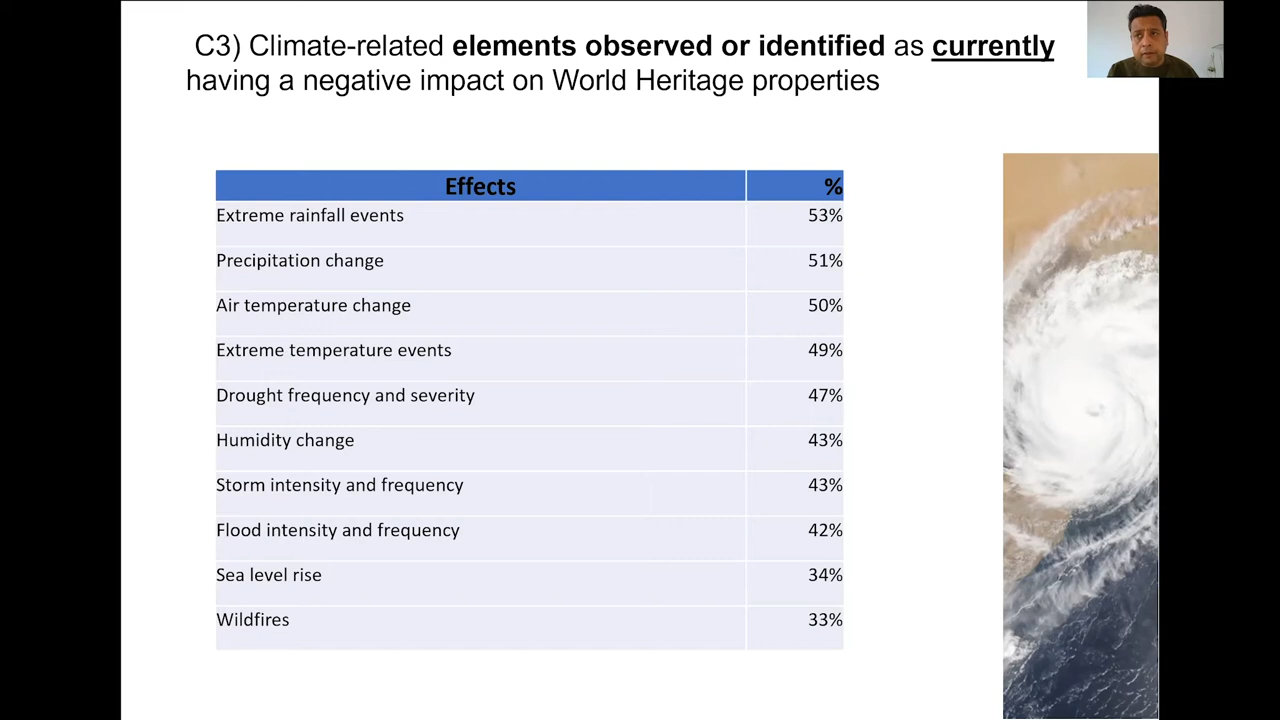 C3) Climate-related elements observed or identified as currently
having a negative impact on World Heritage properties
Effects %
Extreme rainfall events 53%
Precipitation change 51%
Air temperature change 50%
Extreme temperature events 49%
Drought frequency and severity 47%
Humidity change 43%
Storm intensity and frequency 43%
Flood intensity and frequency 42%
Sea level rise 34%
Wildfires 33%